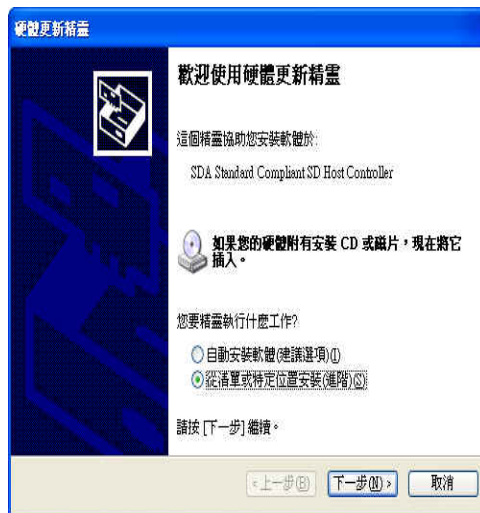 硬體更新精靈
歡迎使用硬體更新精靈
這個精靈協助您安裝軟體於:
SDA Standard Compliant SD Host Controller
如果您的硬體附有安裝 CD 或磁片，現在將它
插入。
您要精靈執行什麼工作?
自動安裝軟體(建議選項)(I)
從清單或特定位置安裝(進階)(S)
請按 [下一步] 繼續。
<上一步(B)
下一步(N)>
取消